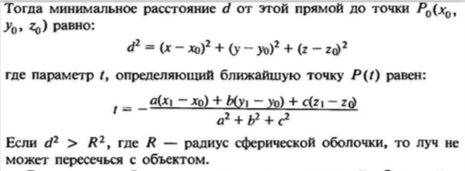 Тогда минимальное расстояние d от этой прямой до точки P₀(x₀,
y₀, z₀) равно:
d² = (x − x₀)² + (y − y₀)² + (z − z₀)²
где параметр t, определяющий ближайшую точку P(t) равен:
t = − (a(x₁ − x₀) + b(y₁ − y₀) + c(z₁ − z₀)) / (a² + b² + c²)
Если d² > R², где R — радиус сферической оболочки, то луч не
может пересечься с объектом.